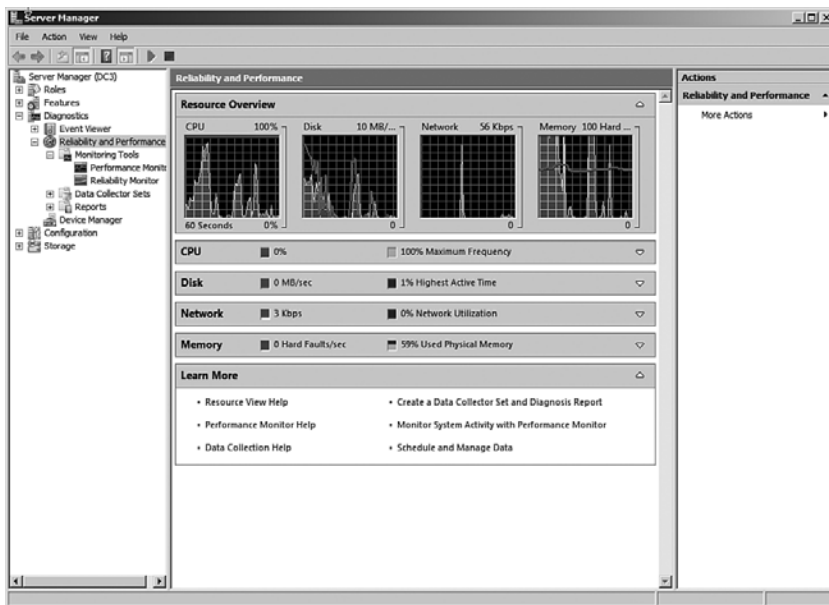 Server Manager
File Action View Help
Server Manager (DC3)
Roles
Features
Diagnostics
Event Viewer
Reliability and Performance
Monitoring Tools
Performance Monit
Reliability Monitor
Data Collector Sets
Reports
Device Manager
Configuration
Storage
Reliability and Performance
Resource Overview
CPU 100%
60 Seconds 0%
Disk 10 MB/...
0
Network 56 Kbps
0
Memory 100 Hard ...
0
CPU 0% 100% Maximum Frequency
Disk 0 MB/sec 1% Highest Active Time
Network 3 Kbps 0% Network Utilization
Memory 0 Hard Faults/sec 59% Used Physical Memory
Learn More
• Resource View Help
• Create a Data Collector Set and Diagnosis Report
• Performance Monitor Help
• Monitor System Activity with Performance Monitor
• Data Collection Help
• Schedule and Manage Data
Actions
Reliability and Performance
More Actions